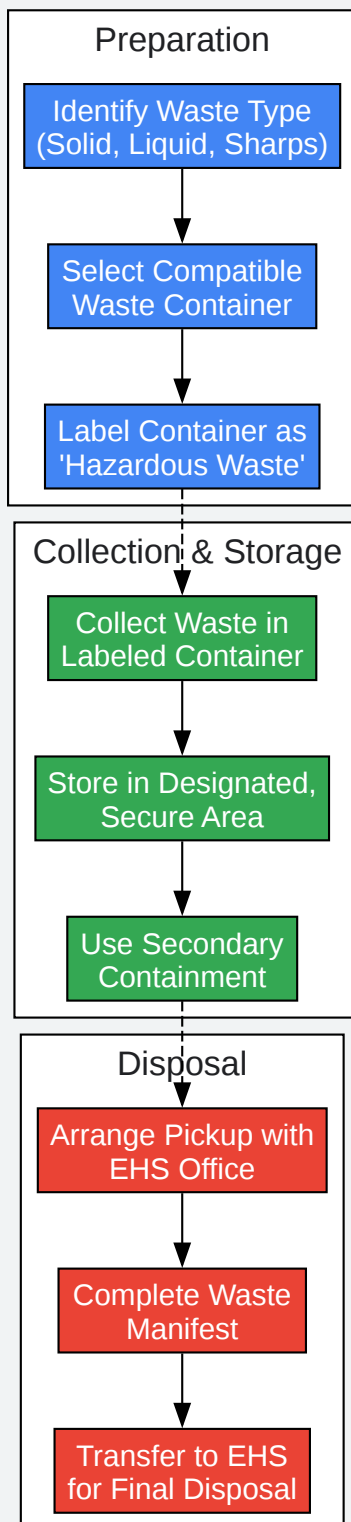 Preparation
Identify Waste Type
(Solid, Liquid, Sharps)
Select Compatible
Waste Container
Label Container as
'Hazardous Waste'
Collection & Storage
Collect Waste in
Labeled Container
Store in Designated,
Secure Area
Use Secondary
Containment
Disposal
Arrange Pickup with
EHS Office
Complete Waste
Manifest
Transfer to EHS
for Final Disposal